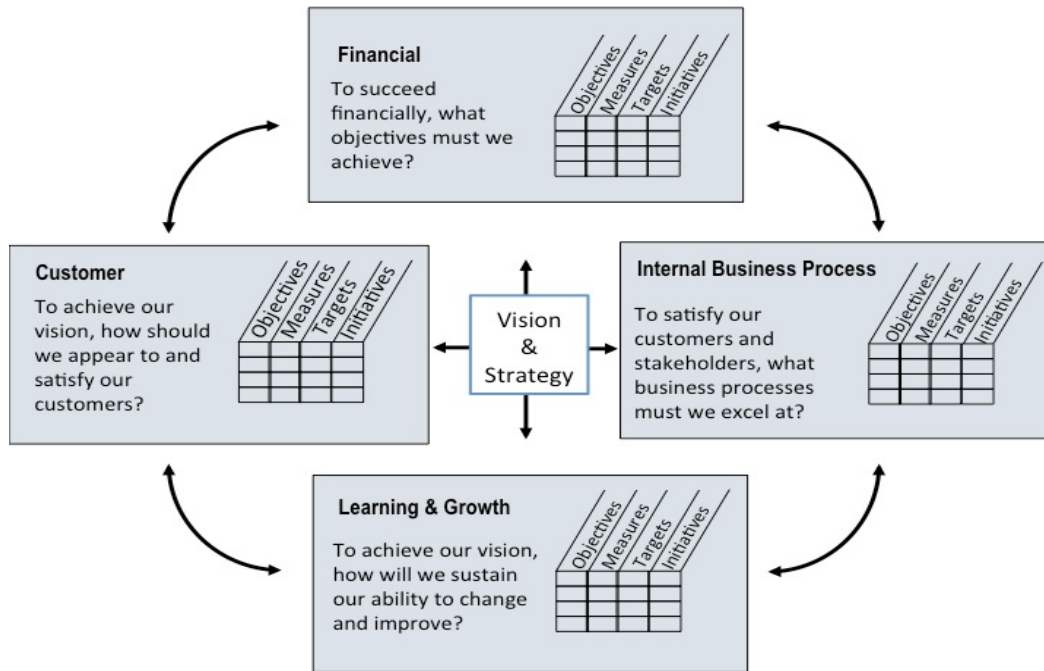 Financial
To succeed
financially, what
objectives must we
achieve?
Objectives
Measures
Targets
Initiatives
Customer
To achieve our
vision, how should
we appear to and
satisfy our
customers?
Objectives
Measures
Targets
Initiatives
Vision
&
Strategy
Internal Business Process
To satisfy our
customers and
stakeholders, what
business processes
must we excel at?
Objectives
Measures
Targets
Initiatives
Learning & Growth
To achieve our vision,
how will we sustain
our ability to change
and improve?
Objectives
Measures
Targets
Initiatives